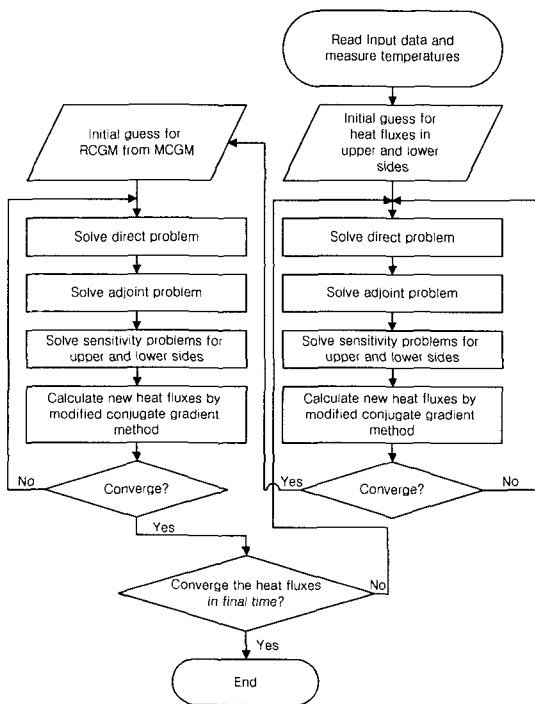 Read Input data and
measure temperatures
Initial guess for
heat fluxes in
upper and lower
sides
Solve direct problem
Solve adjoint problem
Solve sensitivity problems for
upper and lower sides
Calculate new heat fluxes by
modified conjugate gradient
method
Converge?
Yes
No
Initial guess for
RCGM from MCGM
Solve direct problem
Solve adjoint problem
Solve sensitivity problems for
upper and lower sides
Calculate new heat fluxes by
modified conjugate gradient
method
No
Converge?
Yes
Converge the heat fluxes
in final time?
No
Yes
End